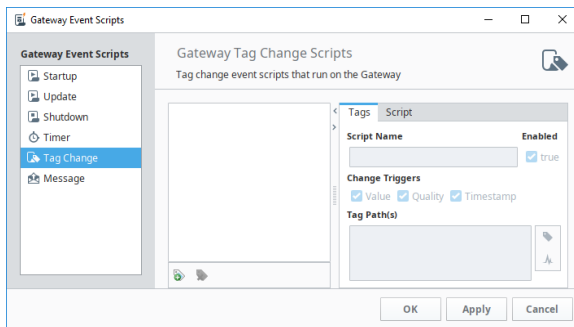 Gateway Event Scripts
Gateway Event Scripts
Startup
Update
Shutdown
Timer
Tag Change
Message
Gateway Tag Change Scripts
Tag change event scripts that run on the Gateway
Tags Script
Script Name Enabled
true
Change Triggers
Value Quality Timestamp
Tag Path(s)
OK Apply Cancel